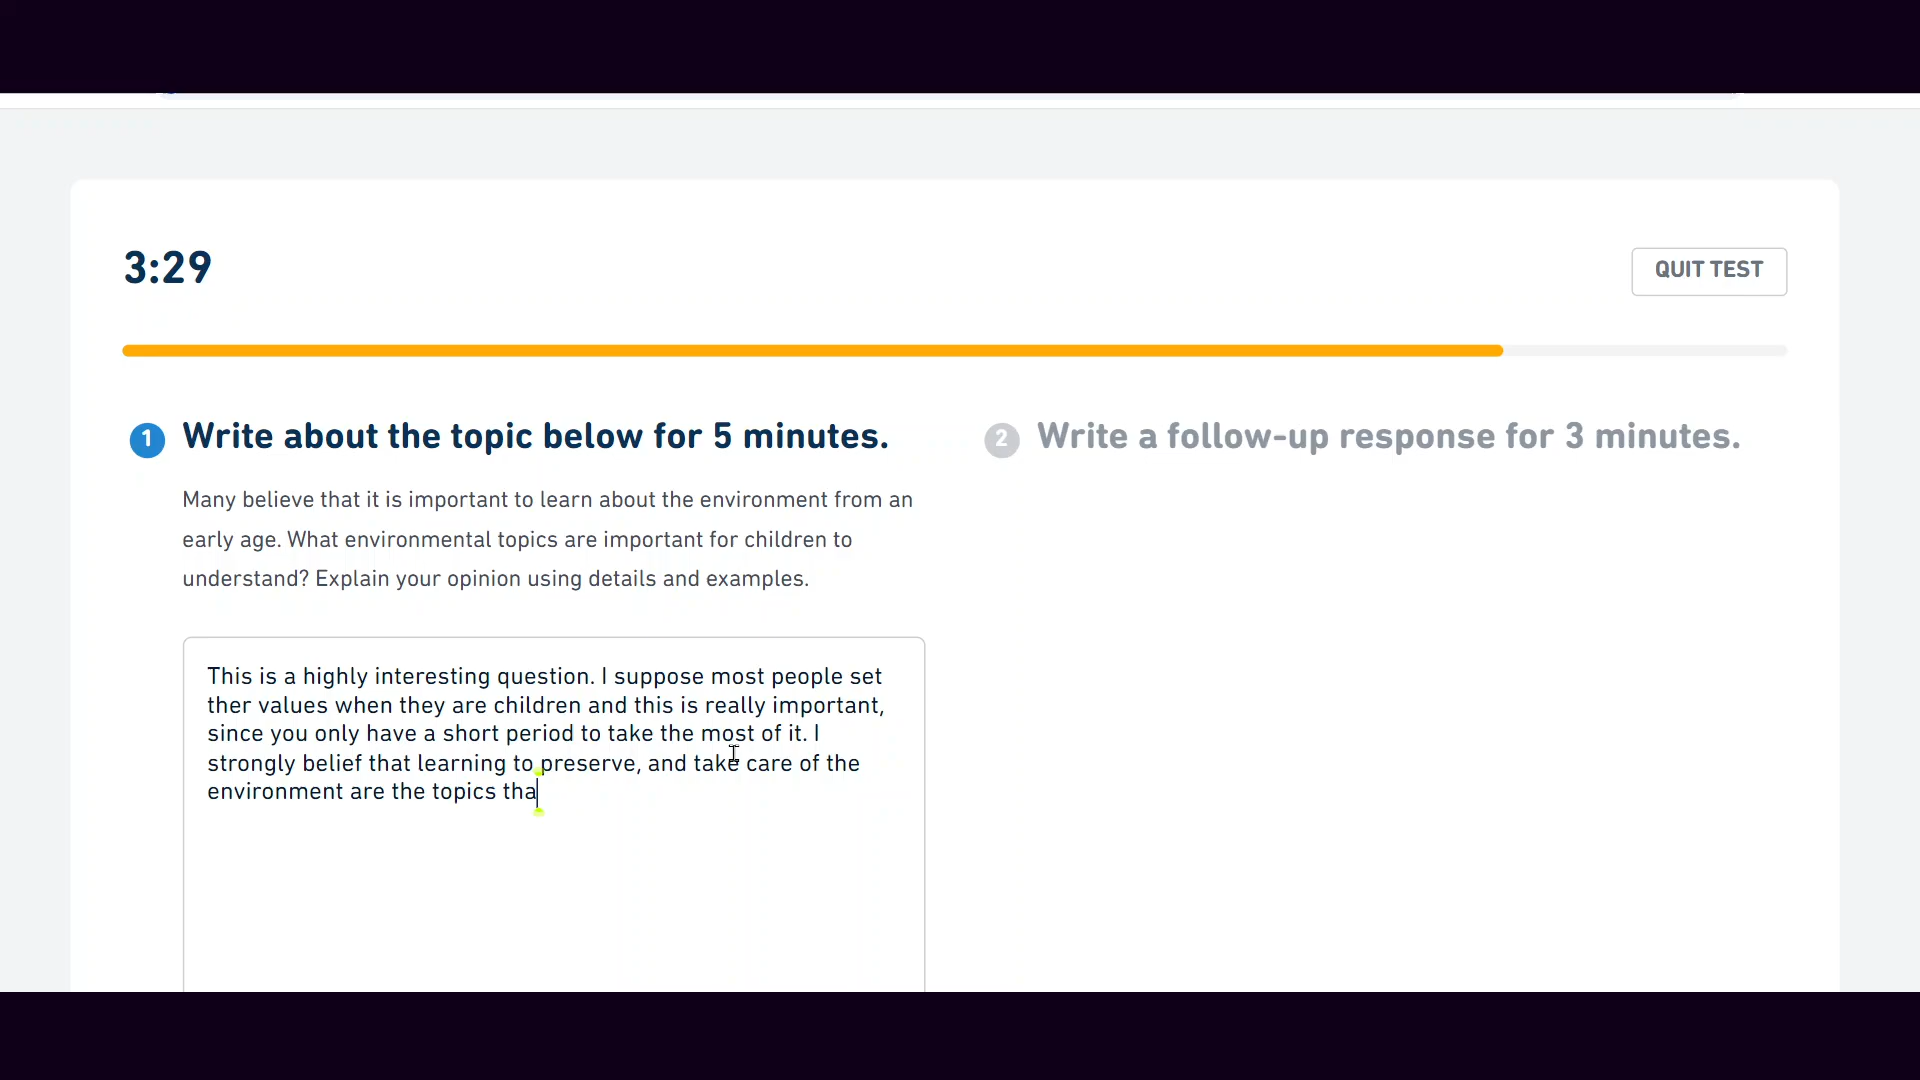 3:29
QUIT TEST
1 Write about the topic below for 5 minutes.
Many believe that it is important to learn about the environment from an
early age. What environmental topics are important for children to
understand? Explain your opinion using details and examples.
This is a highly interesting question. I suppose most people set
ther values when they are children and this is really important,
since you only have a short period to take the most of it. I
strongly belief that learning to preserve, and take care of the
environment are the topics tha
2 Write a follow-up response for 3 minutes.